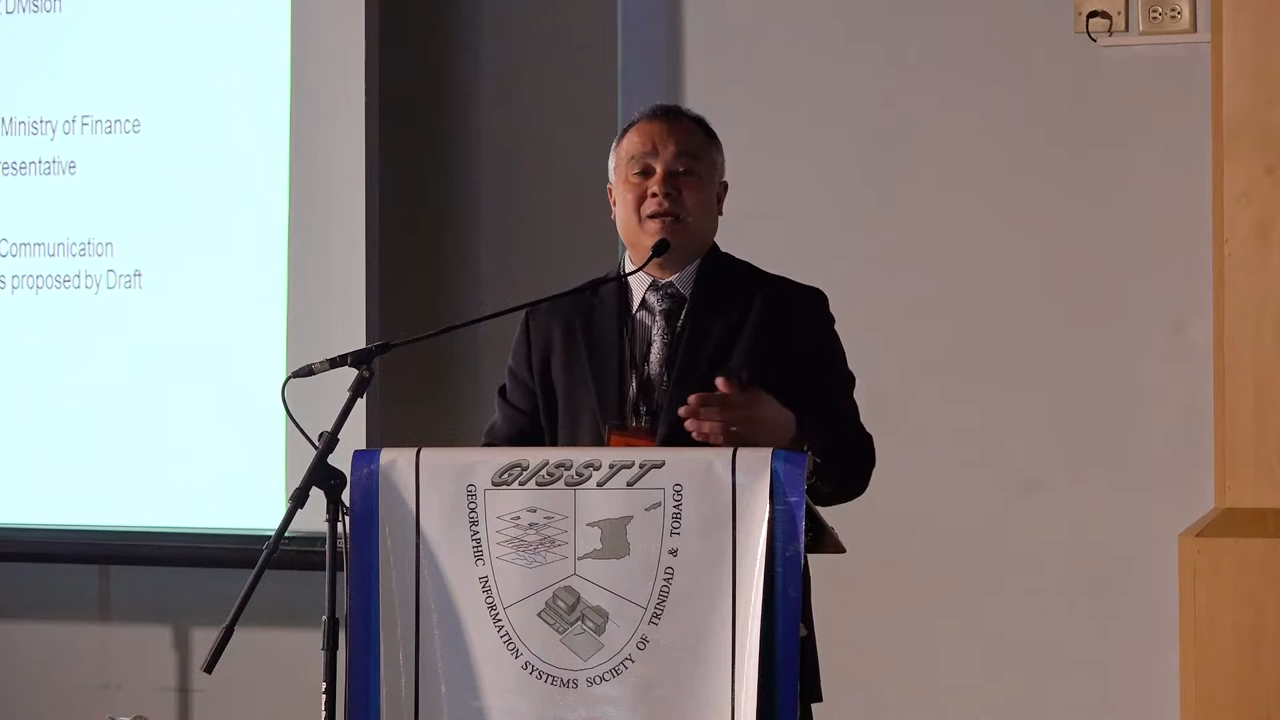 Division
Ministry of Finance
resentative
Communication
s proposed by Draft
GISSTT
GEOGRAPHIC INFORMATION SYSTEMS SOCIETY OF TRINIDAD & TOBAGO